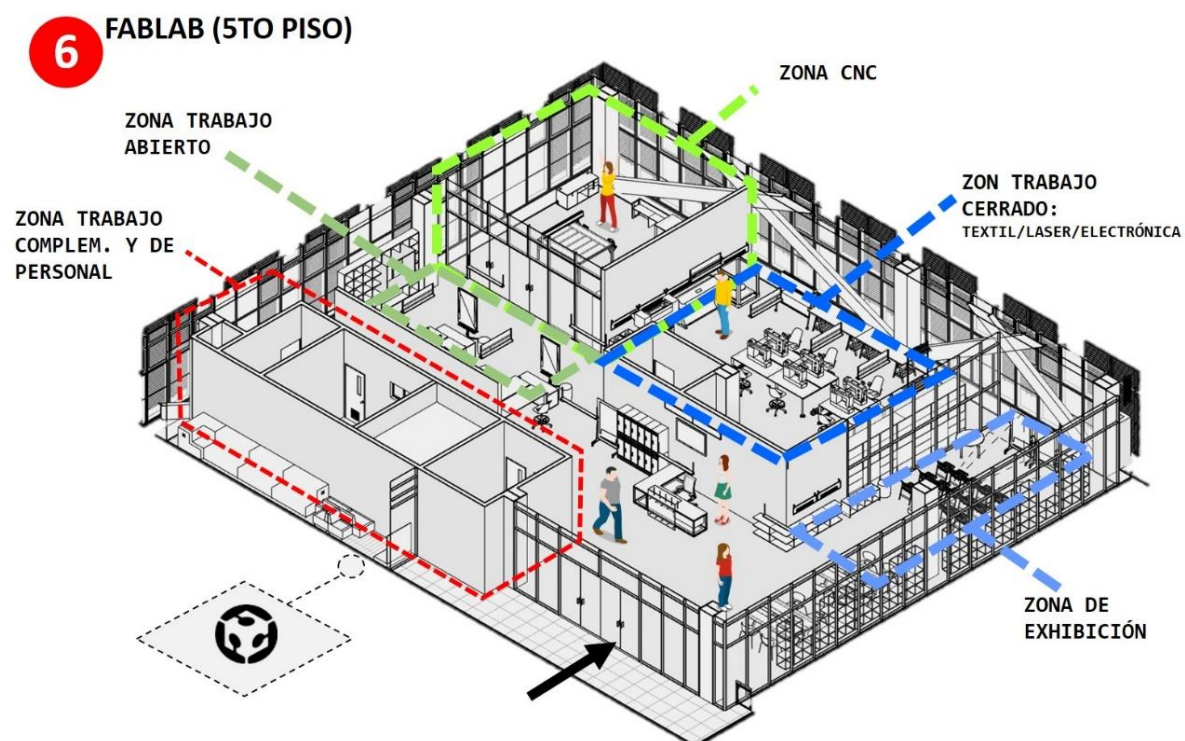 6
FABLAB (5TO PISO)
ZONA CNC
ZONA TRABAJO
ABIERTO
ZON TRABAJO
CERRADO:
TEXTIL/LASER/ELECTRÓNICA
ZONA TRABAJO
COMPLEM. Y DE
PERSONAL
ZONA DE
EXHIBICIÓN